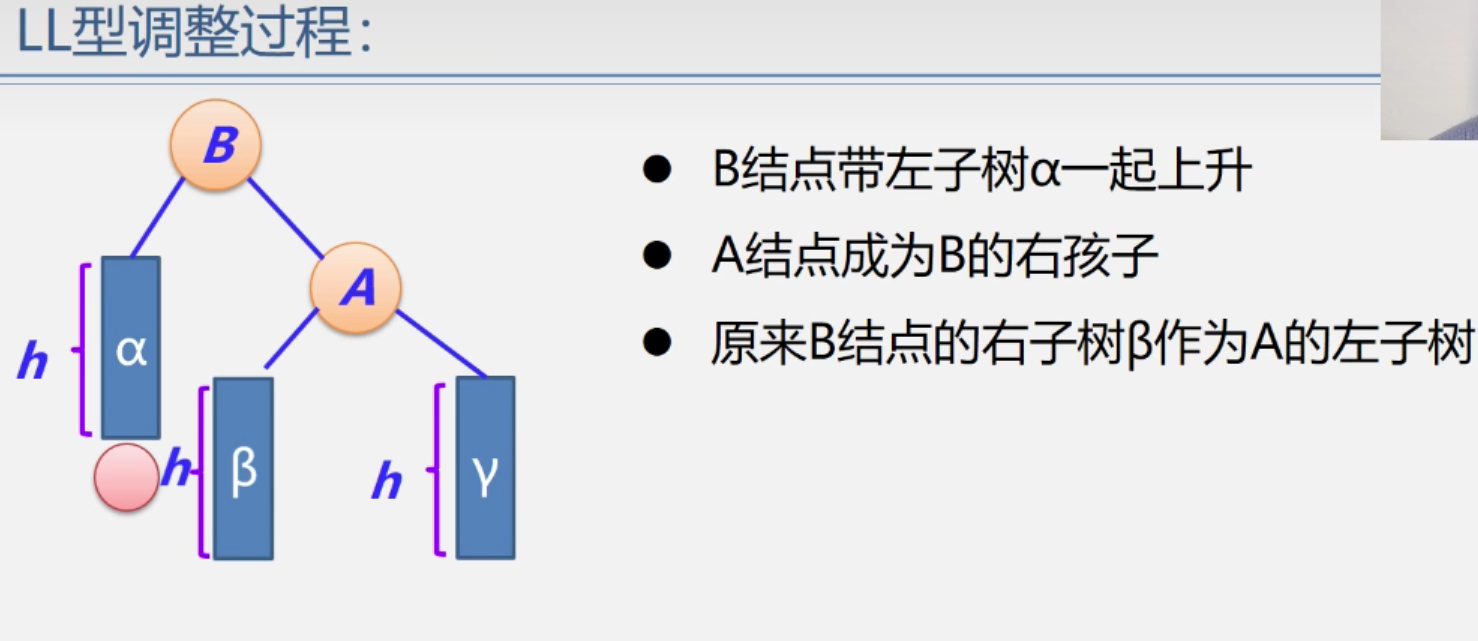 LL型调整过程：
B
A
h
α
h
β
h
γ
B结点带左子树α一起上升
A结点成为B的右孩子
原来B结点的右子树β作为A的左子树